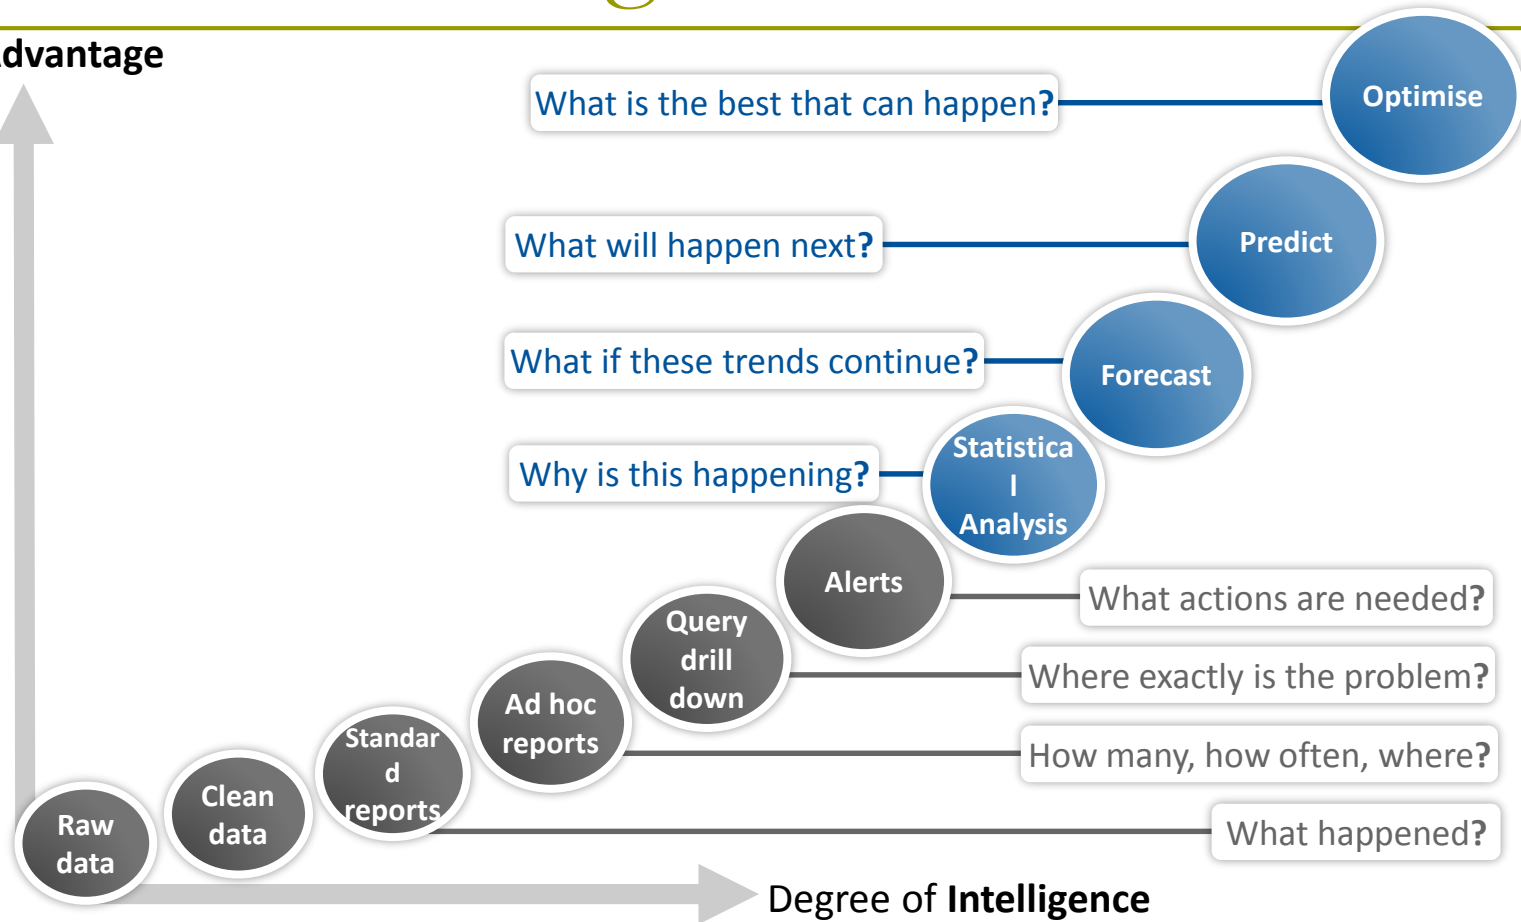 Advantage
What is the best that can happen?
Optimise
What will happen next?
Predict
What if these trends continue?
Forecast
Why is this happening?
Statistica
l
Analysis
Alerts
What actions are needed?
Query
drill
down
Where exactly is the problem?
Ad hoc
reports
How many, how often, where?
Standar
d
reports
What happened?
Clean
data
Raw
data
Degree of Intelligence